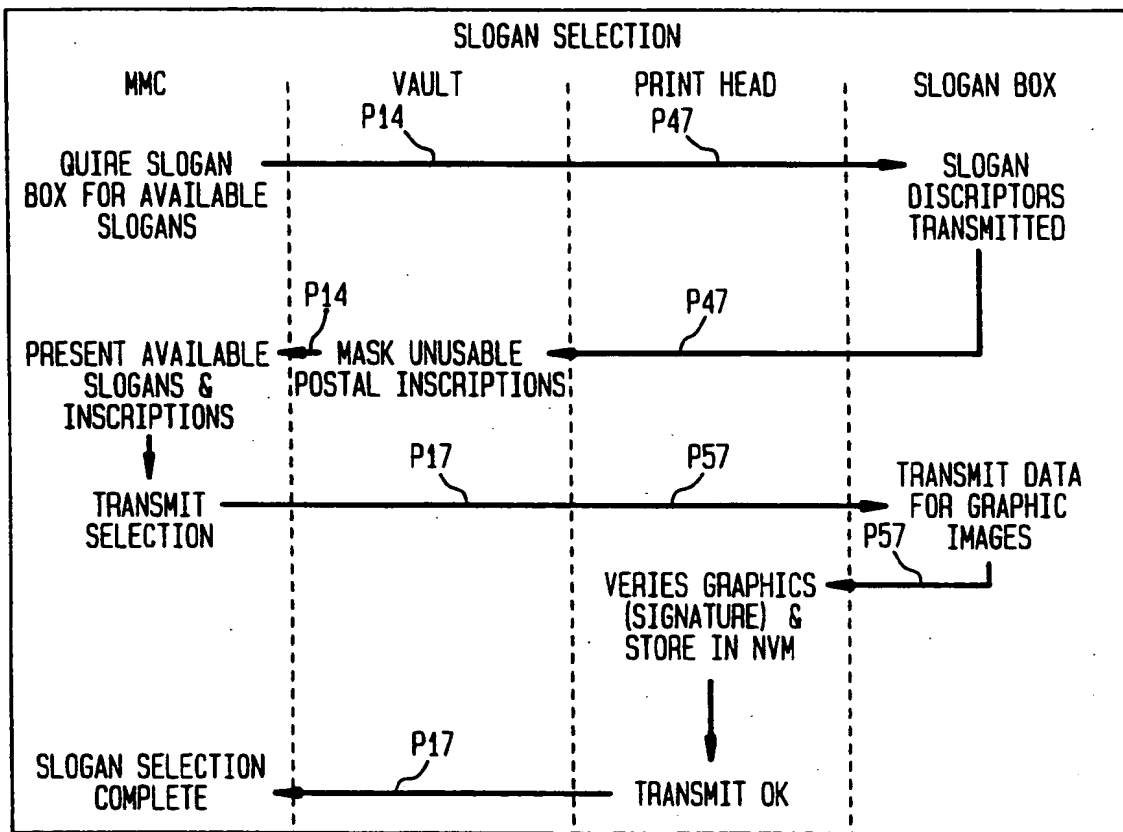 SLOGAN SELECTION
MMC
VAULT
PRINT HEAD
SLOGAN BOX
P14
P47
QUIRE SLOGAN
BOX FOR AVAILABLE
SLOGANS
SLOGAN
DISCRIPTORS
TRANSMITTED
P14
P47
PRESENT AVAILABLE
SLOGANS &
INSCRIPTIONS
MASK UNUSABLE
POSTAL INSCRIPTIONS
P17
P57
TRANSMIT
SELECTION
TRANSMIT DATA
FOR GRAPHIC
IMAGES
P57
VERIES GRAPHICS
(SIGNATURE) &
STORE IN NVM
P17
SLOGAN SELECTION
COMPLETE
TRANSMIT OK